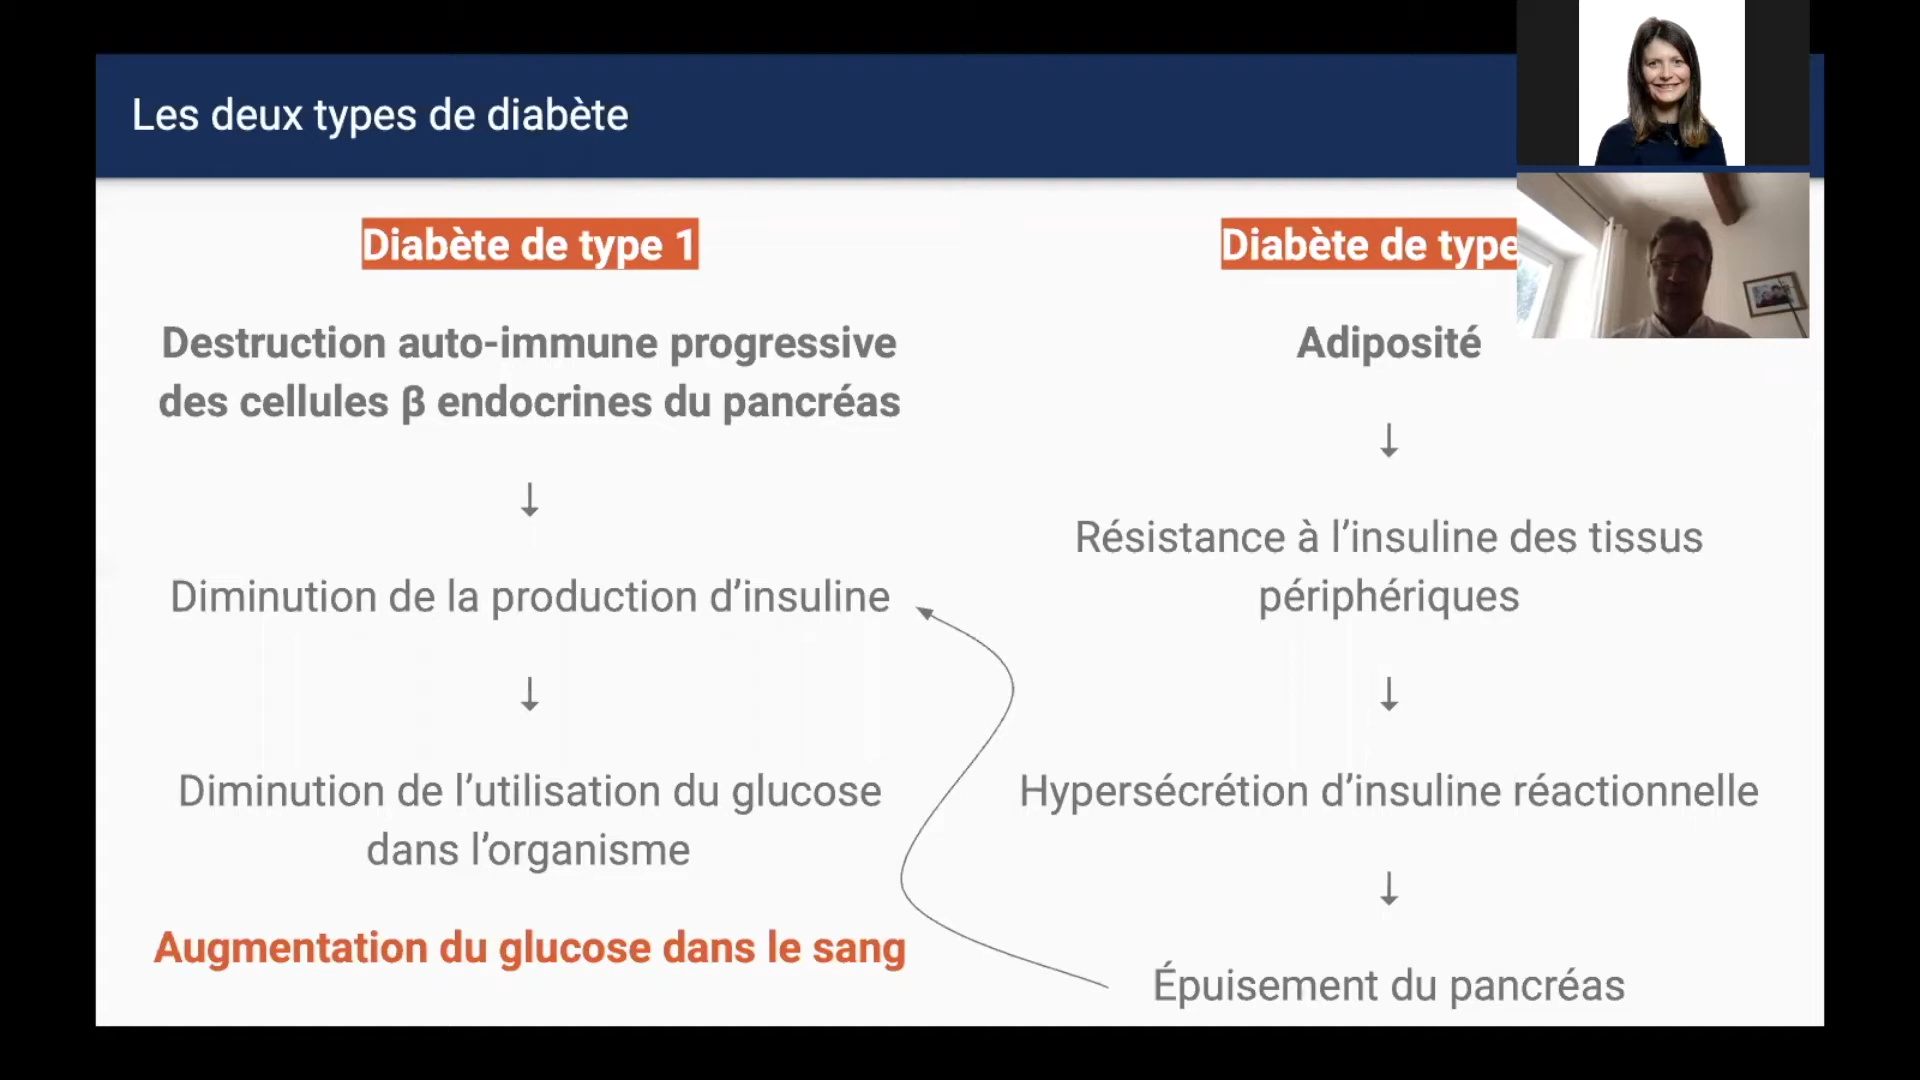 Les deux types de diabète
Diabète de type 1
Destruction auto-immune progressive
des cellules β endocrines du pancréas
↓
Diminution de la production d’insuline
↓
Diminution de l’utilisation du glucose
dans l’organisme
Augmentation du glucose dans le sang
Diabète de type
Adiposité
↓
Résistance à l’insuline des tissus
périphériques
↓
Hypersécrétion d’insuline réactionnelle
↓
Épuisement du pancréas